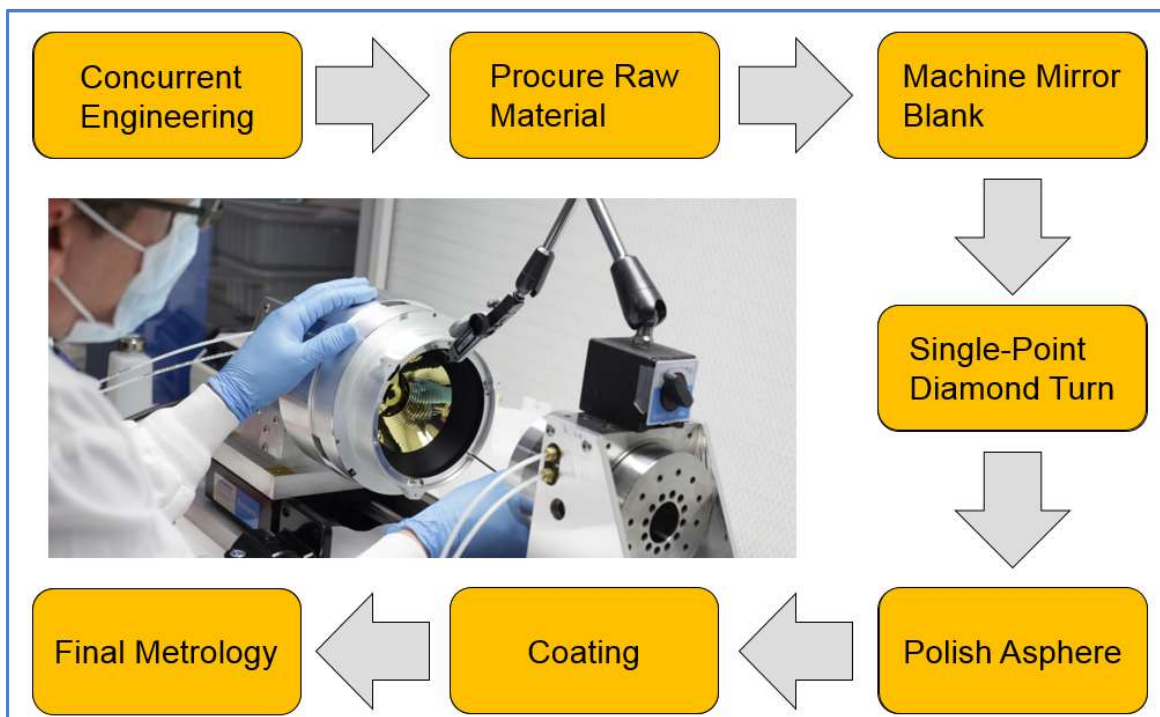 Concurrent
Engineering
Procure Raw
Material
Machine Mirror
Blank
Single-Point
Diamond Turn
Polish Asphere
Coating
Final Metrology